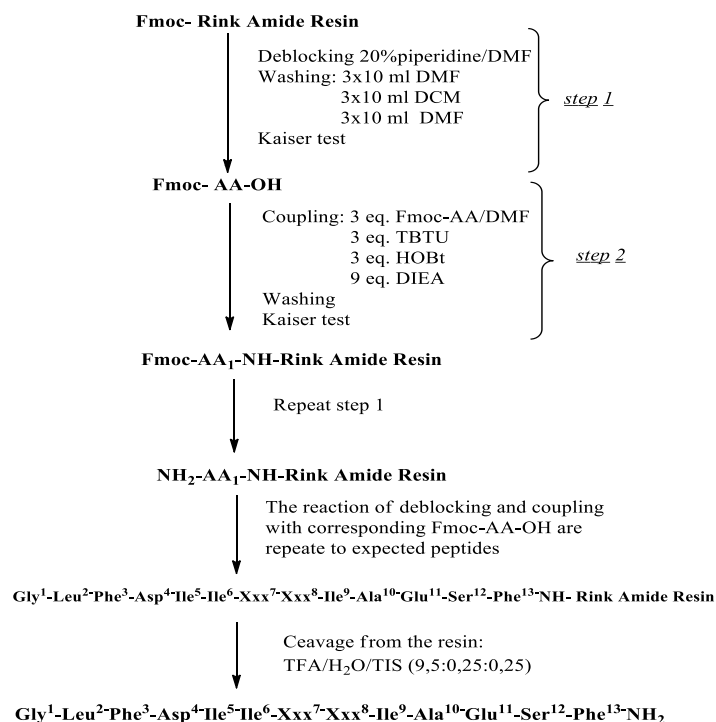 Fmoc- Rink Amide Resin
Deblocking 20%piperidine/DMF
Washing: 3x10 ml DMF
3x10 ml DCM
3x10 ml DMF
Kaiser test
step 1
Fmoc- AA-OH
Coupling: 3 eq. Fmoc-AA/DMF
3 eq. TBTU
3 eq. HOBt
9 eq. DIEA
Washing
Kaiser test
step 2
Fmoc-AA₁-NH-Rink Amide Resin
Repeat step 1
NH₂-AA₁-NH-Rink Amide Resin
The reaction of deblocking and coupling
with corresponding Fmoc-AA-OH are
repeate to expected peptides
Gly¹-Leu²⁻Phe³-Asp⁴⁻Ile⁵-Ile⁶-Xxx⁷⁻Xxx⁸-Ile⁹-Ala¹⁰⁻Glu¹¹-Ser¹²-Phe¹³⁻NH- Rink Amide Resin
Ceavage from the resin:
TFA/H₂O/TIS (9,5:0,25:0,25)
Gly¹-Leu²⁻Phe³-Asp⁴⁻Ile⁵-Ile⁶-Xxx⁷⁻Xxx⁸-Ile⁹-Ala¹⁰⁻Glu¹¹-Ser¹²-Phe¹³⁻NH₂